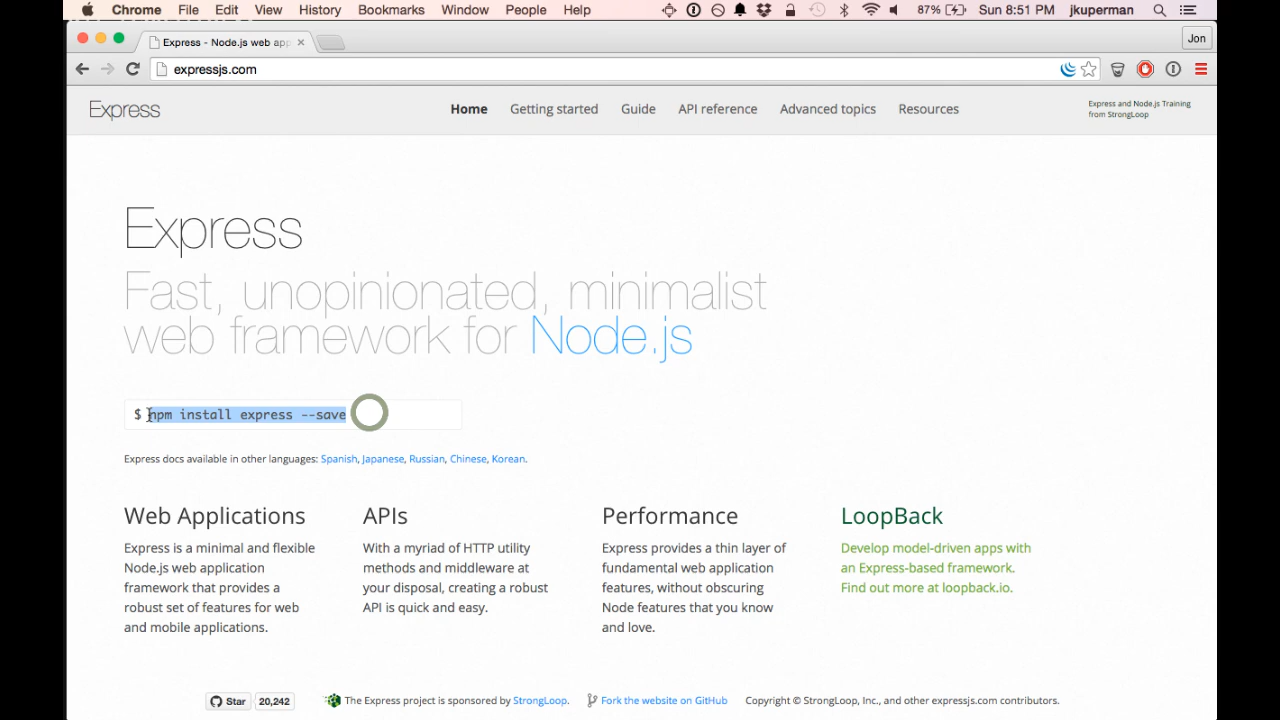 Chrome File Edit View History Bookmarks Window People Help 87% Sun 8:51 PM jkuperman
Express - Node.js web app
Jon
expressjs.com
Express Home Getting started Guide API reference Advanced topics Resources
Express and Node.js Training
from StrongLoop
Express
Fast, unopinionated, minimalist
web framework for Node.js
$ npm install express --save
Express docs available in other languages: Spanish, Japanese, Russian, Chinese, Korean.
Web Applications
Express is a minimal and flexible
Node.js web application
framework that provides a
robust set of features for web
and mobile applications.
APIs
With a myriad of HTTP utility
methods and middleware at
your disposal, creating a robust
API is quick and easy.
Performance
Express provides a thin layer of
fundamental web application
features, without obscuring
Node features that you know
and love.
LoopBack
Develop model-driven apps with
an Express-based framework.
Find out more at loopback.io.
Star 20,242 The Express project is sponsored by StrongLoop. Fork the website on GitHub Copyright © StrongLoop, Inc., and other expressjs.com contributors.